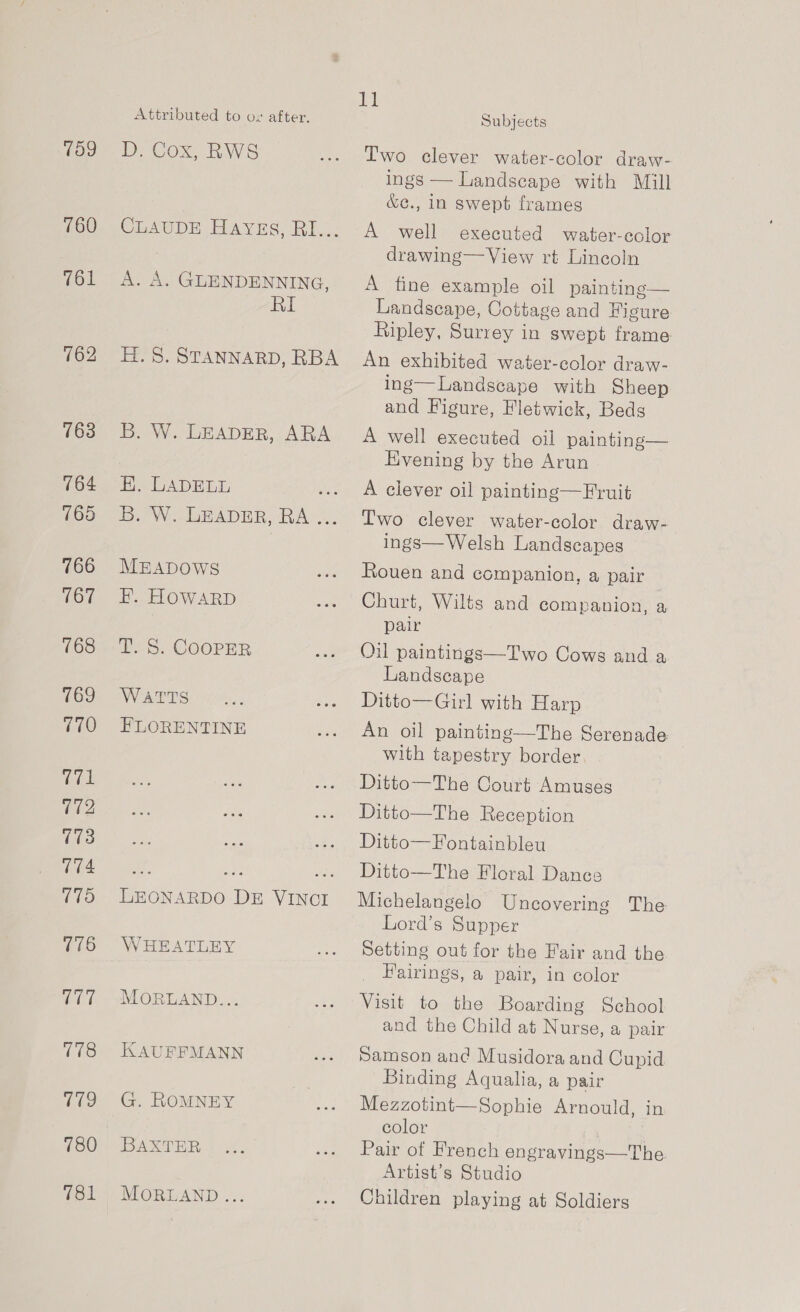 11
Attributed to or after. Subjects
759 D. COX, RWS ... Two clever water-color draw-
ings — Landscape with Mill
&c., in swept frames
760 CLAUDE HAYES, RI... A well executed water-color
drawing—View rt Lincoln
761 A. A. GLENDENNING, A fine example oil painting—
RI Landscape, Cottage and Figure
Ripley, Surrey in swept frame
762 H. S. STANNARD, RBA An exhibited water-color draw-
ing—Landscape with Sheep
and Figure, Fletwick, Beds
763 B. W. LEADER, ARA A well executed oil painting—
Evening by the Arun
764 E. LADELL ... A clever oil painting—Fruit
765 B. W. LEADER, RA ... Two clever water-color draw-
ings—Welsh Landscapes
766 MEADOWS ... Rouen and companion, a pair
767 F. HOWARD ... Churt, Wilts and companion, a
pair
768 T. S. COOPER ... Oil paintings—Two Cows and a
Landscape
769 WATTS ... ... Ditto—Girl with Harp
770 FLORENTINE ... An oil painting—The Serenade
with tapestry border
771 ... ... ... Ditto—The Court Amuses
772 ... ... ... Ditto—The Reception
773 ... ... ... Ditto—Fontainbleu
774 ... ... ... Ditto—The Floral Dance
775 LEONARDO DE VINCI Michelangelo Uncovering The
Lord's Supper
776 WHEATLEY ... Setting out for the Fair and the
Fairings, a pair, in color
777 MORLAND... ... Visit to the Boarding School
and the Child at Nurse, a pair
778 KAUFFMANN ... Samson and Musidora and Cupid
Binding Aqualia, a pair
779 G. ROMNEY ... Mezzotint—Sophie Arnould, in
color
780 BAXTER ... ... Pair of French engravings—The
Artist's Studio
781 MORLAND ... ... Children playing at Soldiers